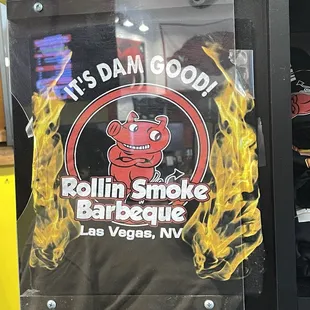 IT'S DAM GOOD!
Rollin Smoke
Barbeque
Las Vegas, NV